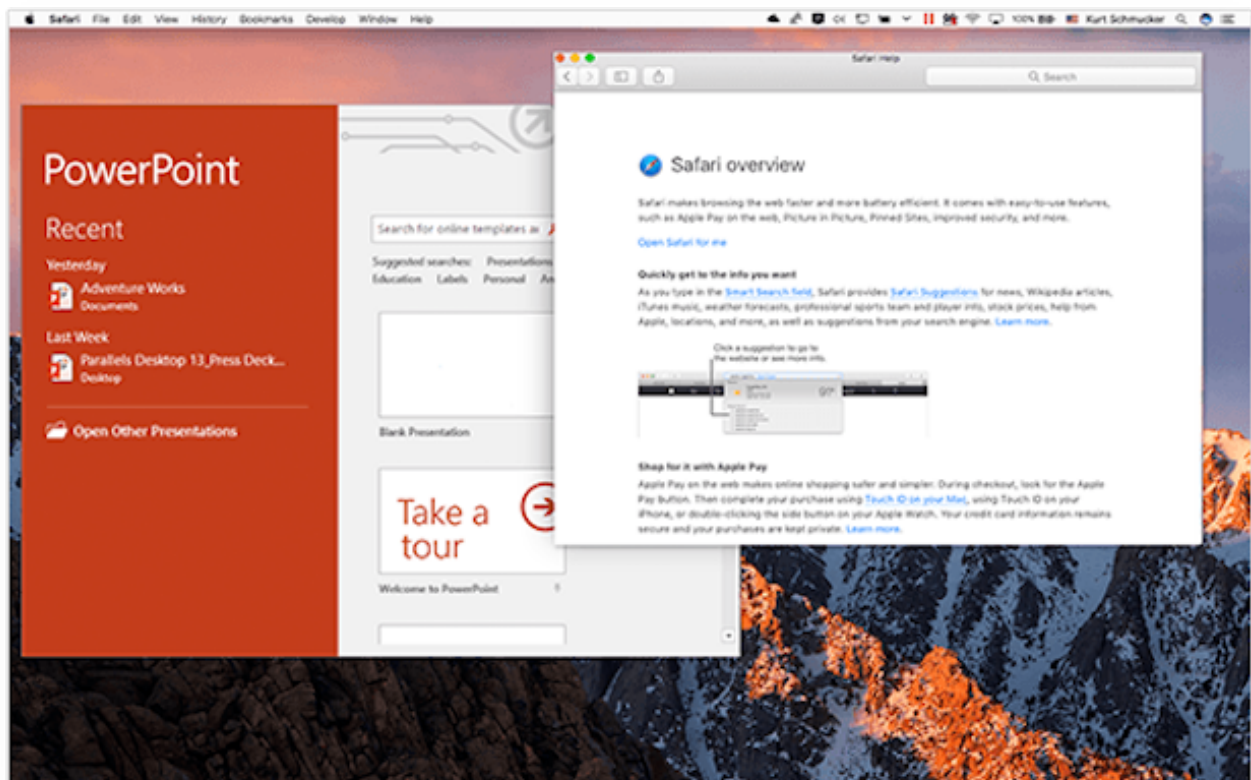 Safari File Edit View History Bookmarks Develop Window Help
100% Kurt Schmucker
PowerPoint
Recent
Yesterday
Adventure Works
Documents
Last Week
Parallels Desktop 13_Press Deck...
Desktop
Open Other Presentations
Search for online templates
Suggested searches: Presentations
Education Labels Personal
Blank Presentation
Take a
tour
Welcome to PowerPoint
Safari Help
Search
Safari overview
Safari makes browsing the web faster and more battery efficient. It comes with easy-to-use features,
such as Apple Pay on the web, Picture in Picture, Pinned Sites, improved security, and more.
Open Safari for me
Quickly get to the info you want
As you type in the Smart Search field, Safari provides Safari Suggestions for news, Wikipedia articles,
iTunes music, weather forecasts, professional sports team and player info, stock prices, help from
Apple, locations, and more, as well as suggestions from your search engine. Learn more.
Click a suggestion to go to
the website or see more info.
97°
Shop for it with Apple Pay
Apple Pay on the web makes online shopping safer and simpler. During checkout, look for the Apple
Pay button. Then complete your purchase using Touch ID on your Mac, using Touch ID on your
iPhone, or double-clicking the side button on your Apple Watch. Your credit card information remains
secure and your purchases are kept private. Learn more.